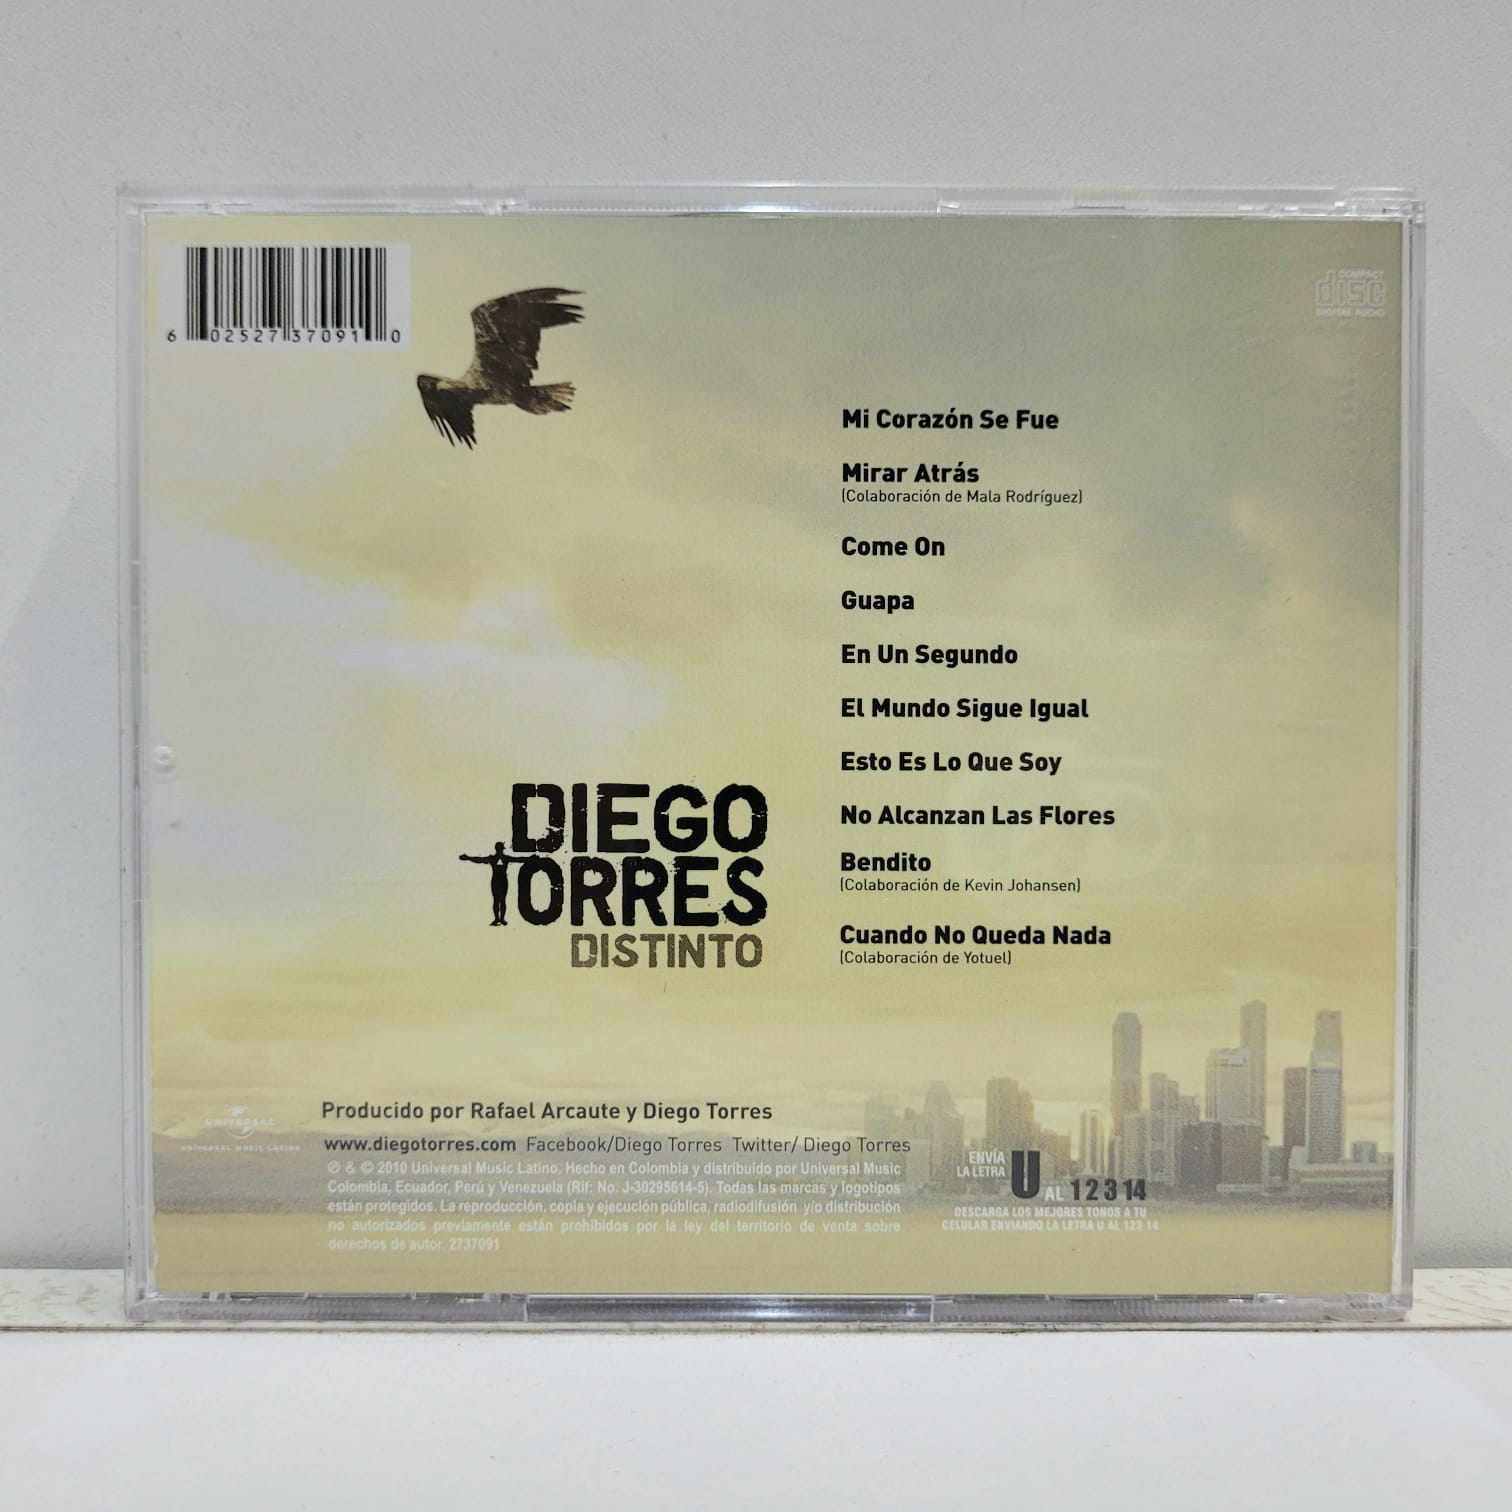 6 02527 37091 0
COMPACT
disc
DIGITAL AUDIO
Mi Corazón Se Fue
Mirar Atrás
(Colaboración de Mala Rodríguez)
Come On
Guapa
En Un Segundo
El Mundo Sigue Igual
Esto Es Lo Que Soy
No Alcanzan Las Flores
Bendito
(Colaboración de Kevin Johansen)
Cuando No Queda Nada
(Colaboración de Yotuel)
DIEGO
TORRES
DISTINTO
Producido por Rafael Arcaute y Diego Torres
www.diegotorres.com Facebook/Diego Torres Twitter/ Diego Torres
℗ & © 2010 Universal Music Latino. Hecho en Colombia y distribuido por Universal Music
Colombia, Ecuador, Perú y Venezuela (Rif: No. J-30295614-5). Todas las marcas y logotipos
están protegidos. La reproducción, copia y ejecución pública, radiodifusión y/o distribución
no autorizados previamente están prohibidos por la ley del territorio de venta sobre
derechos de autor. 2737091
UNIVERSAL
UNIVERSAL MUSIC LATINO
ENVÍA
LA LETRA U AL 123 14
DESCARGA LOS MEJORES TONOS A TU
CELULAR ENVIANDO LA LETRA U AL 123 14